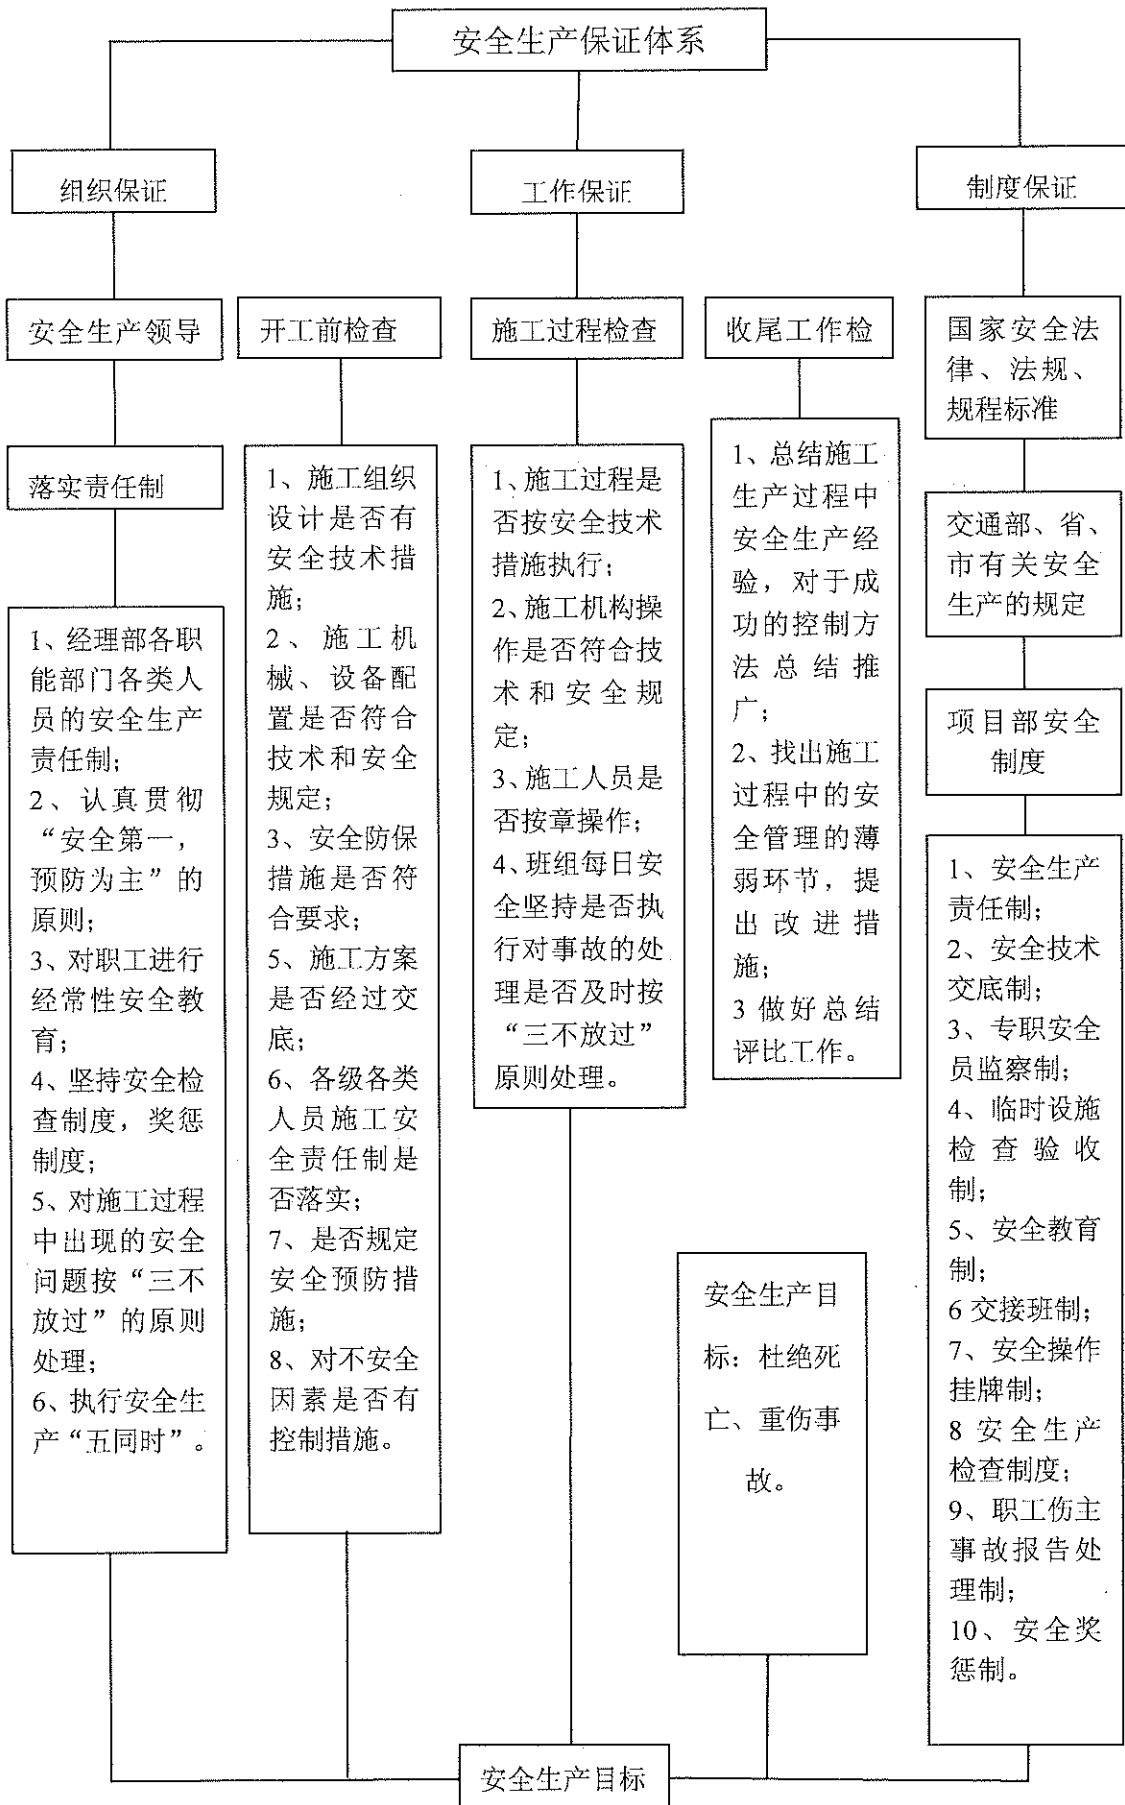 安全生产保证体系
组织保证
工作保证
制度保证
安全生产领导
开工前检查
施工过程检查
收尾工作检
国家安全法
律、法规、
规程标准
落实责任制
1、经理部各职
能部门各类人
员的安全生产
责任制;
2、认真贯彻
“安全第一,
预防为主”的
原则;
3、对职工进行
经常性安全教
育;
4、坚持安全检
查制度，奖惩
制度;
5、对施工过程
中出现的安全
问题按“三不
放过”的原则
处理;
6、执行安全生
产“五同时”。
1、施工组织
设计是否有
安全技术措
施;
2、施工机
械、设备配
置是否符合
技术和安全
规定;
3、安全防保
措施是否符
合要求;
5、施工方案
是否经过交
底;
6、各级各类
人员施工安
全责任制是
否落实;
7、是否规定
安全预防措
施;
8、对不安全
因素是否有
控制措施。
1、施工过程是
否按安全技术
措施执行;
2、施工机构操
作是否符合技
术和安全规
定;
3、施工人员是
否按章操作;
4、班组每日安
全坚持是否执
行对事故的处
理是否及时按
“三不放过”
原则处理。
1、总结施工
生产过程中
安全生产经
验，对于成
功的控制方
法总结推
广;
2、找出施工
过程中的安
全管理的薄
弱环节，提
出改进措
施;
3 做好总结
评比工作。
交通部、省、
市有关安全
生产的规定
项目部安全
制度
1、安全生产
责任制;
2、安全技术
交底制;
3、专职安全
员监察制;
4、临时设施
检查验收
制;
5、安全教育
制;
6 交接班制;
7、安全操作
挂牌制;
8 安全生产
检查制度;
9、职工伤主
事故报告处
理制;
10、安全奖
惩制。
安全生产目
标：杜绝死
亡、重伤事
故。
安全生产目标